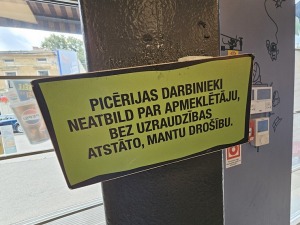 PICĒRIJAS DARBINIEKI
NEATBILD PAR APMEKLĒTĀJU,
BEZ UZRAUDZĪBAS
ATSTĀTO, MANTU DROŠĪBU.